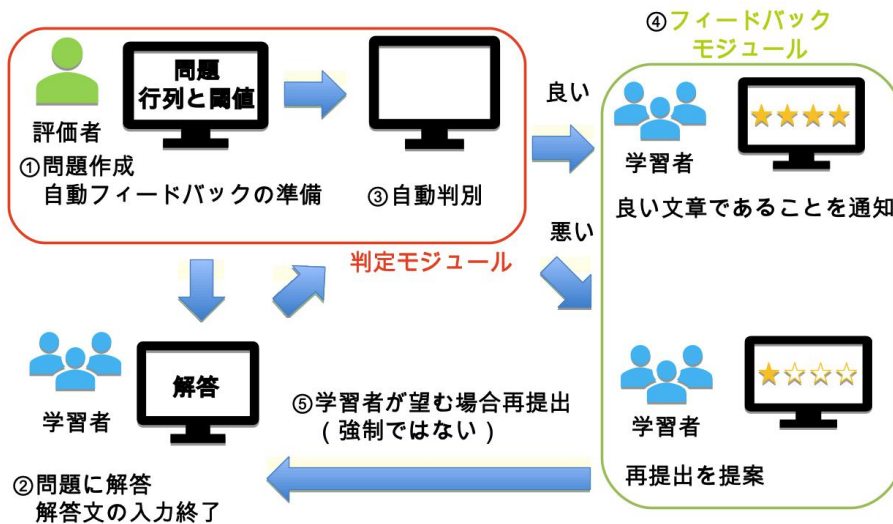 ④フィードバック
モジュール
問題
行列と閾値
評価者
①問題作成
自動フィードバックの準備
③自動判別
良い
学習者
良い文章であることを通知
悪い
判定モジュール
解答
学習者
②問題に解答
解答文の入力終了
⑤学習者が望む場合再提出
(強制ではない)
学習者
再提出を提案